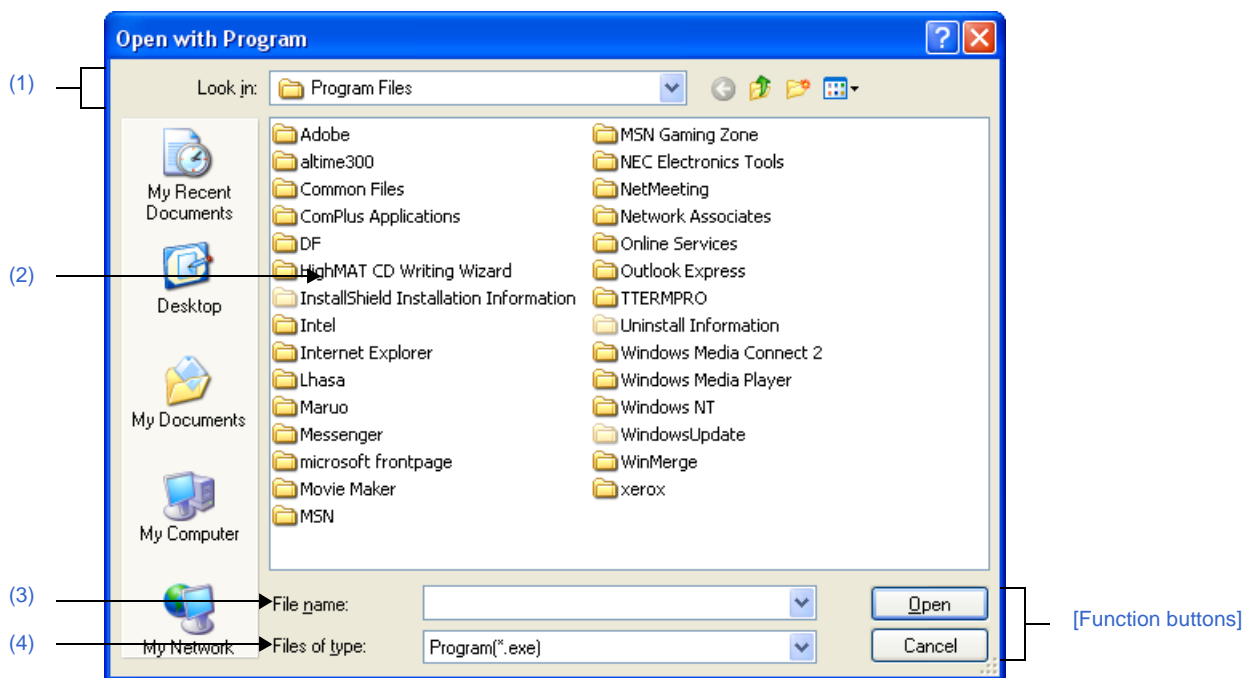 Open with Program
(1)
Look in:
Program Files
My Recent
Documents
Desktop
My Documents
My Computer
My Network
(2)
Adobe
altime300
Common Files
ComPlus Applications
DF
HighMAT CD Writing Wizard
InstallShield Installation Information
Intel
Internet Explorer
Lhasa
Maruo
Messenger
microsoft frontpage
Movie Maker
MSN
MSN Gaming Zone
NEC Electronics Tools
NetMeeting
Network Associates
Online Services
Outlook Express
TTERMPRO
Uninstall Information
Windows Media Connect 2
Windows Media Player
Windows NT
WindowsUpdate
WinMerge
xerox
(3)
File name:
Open
(4)
Files of type:
Program(*.exe)
Cancel
[Function buttons]